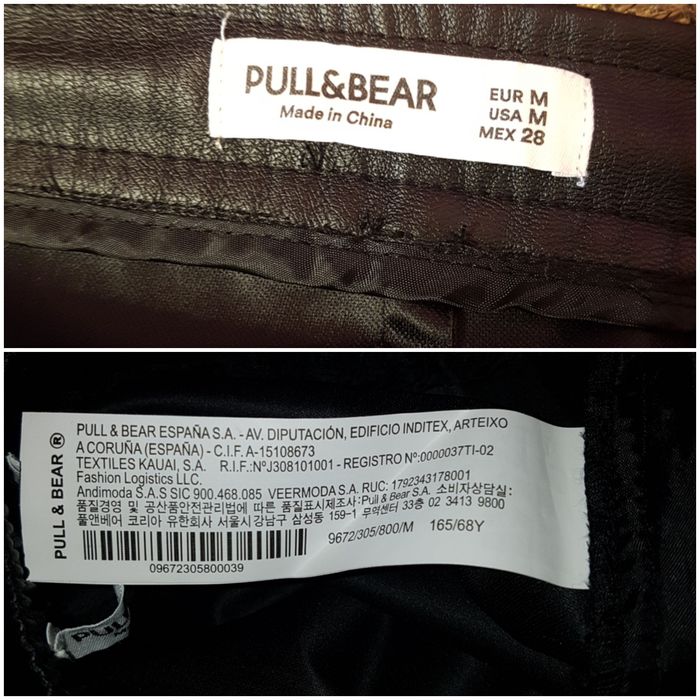 PULL&BEAR
Made in China
EUR M
USA M
MEX 28
PULL & BEAR ®
PULL & BEAR ESPAÑA S.A. - AV. DIPUTACIÓN, EDIFICIO INDITEX, ARTEIXO
A CORUÑA (ESPAÑA) - C.I.F. A-15108673
TEXTILES KAUAI, S.A. R.I.F.:NºJ308101001 - REGISTRO Nº:0000037TI-02
Fashion Logistics LLC.
Andimoda S.A.S SIC 900.468.085 VEERMODA S.A. RUC: 1792343178001
품질경영 및 공산품안전관리법에 따른 품질표시제조사:Pull & Bear S.A. 소비자상담실:
풀앤베어 코리아 유한회사 서울시강남구 삼성동 159-1 무역센터 33층 02 3413 9800
9672/305/800/M 165/68Y
09672305800039
PULL